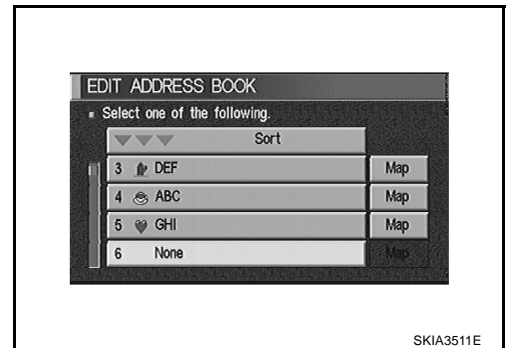 EDIT ADDRESS BOOK
Select one of the following.
Sort
3 DEF Map
4 ABC Map
5 GHI Map
6 None Map
SKIA3511E